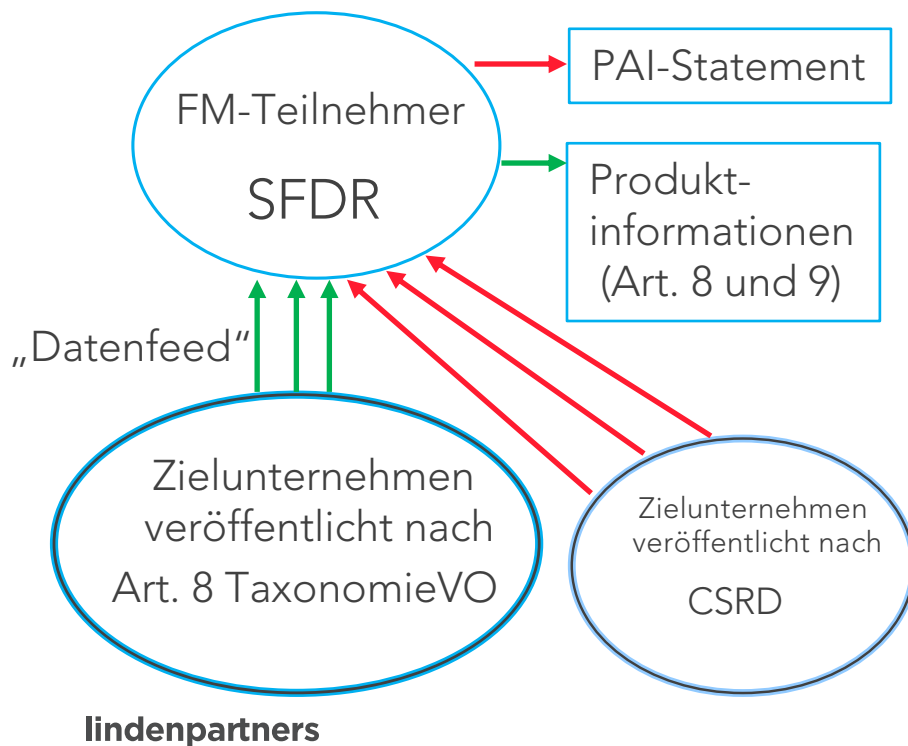 FM-Teilnehmer
SFDR
PAI-Statement
Produkt-
informationen
(Art. 8 und 9)
„Datenfeed“
Zielunternehmen
veröffentlicht nach
Art. 8 TaxonomieVO
Zielunternehmen
veröffentlicht nach
CSRD
lindenpartners